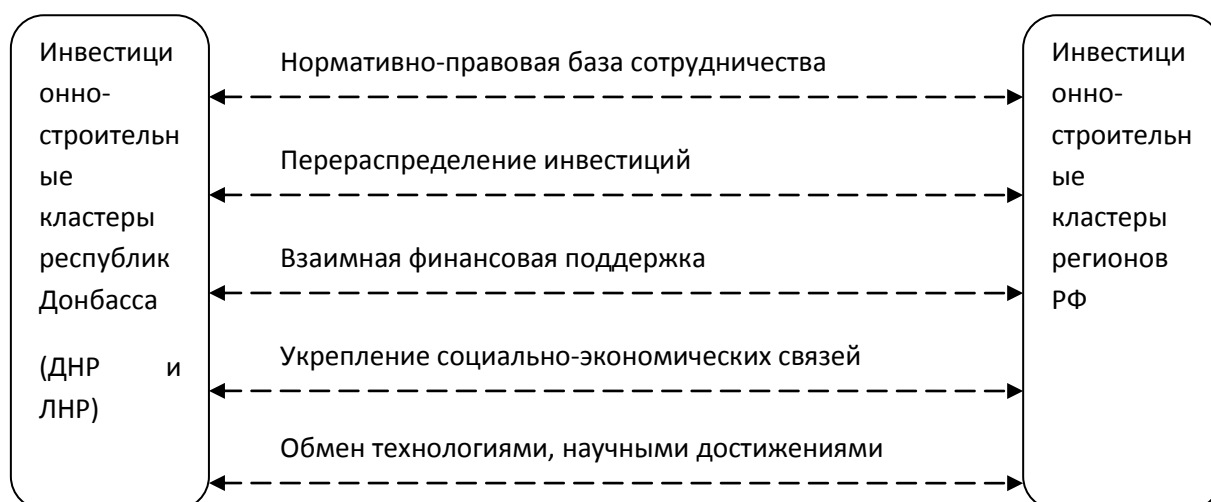 Инвестици
онно-
строительн
ые
кластеры
республик
Донбасса
(ДНР и
ЛНР)
Нормативно-правовая база сотрудничества
Перераспределение инвестиций
Взаимная финансовая поддержка
Укрепление социально-экономических связей
Обмен технологиями, научными достижениями
Инвестици
онно-
строительн
ые
кластеры
регионов
РФ